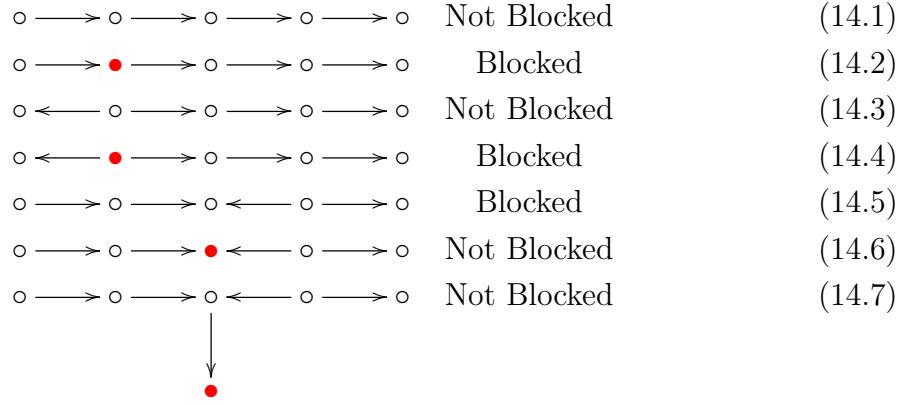 Not Blocked (14.1)
Blocked (14.2)
Not Blocked (14.3)
Blocked (14.4)
Blocked (14.5)
Not Blocked (14.6)
Not Blocked (14.7)